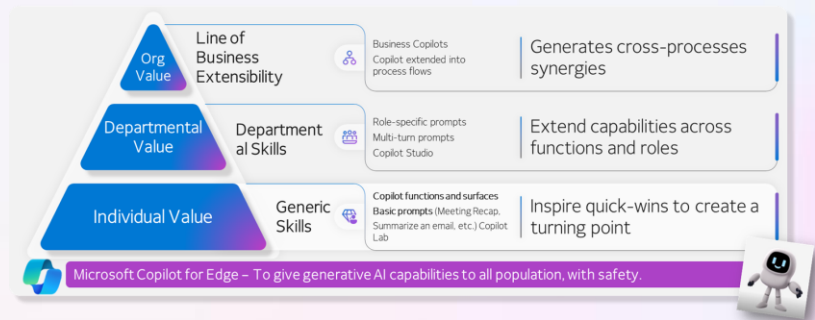 Org
Value
Line of
Business
Extensibility
Business Copilots
Copilot extended into
process flows
Generates cross-processes
synergies
Departmental
Value
Department
al Skills
Role-specific prompts
Multi-turn prompts
Copilot Studio
Extend capabilities across
functions and roles
Individual Value
Generic
Skills
Copilot functions and surfaces
Basic prompts (Meeting Recap,
Summarize an email, etc.) Copilot
Lab
Inspire quick-wins to create a
turning point
Microsoft Copilot for Edge – To give generative AI capabilities to all population, with safety.